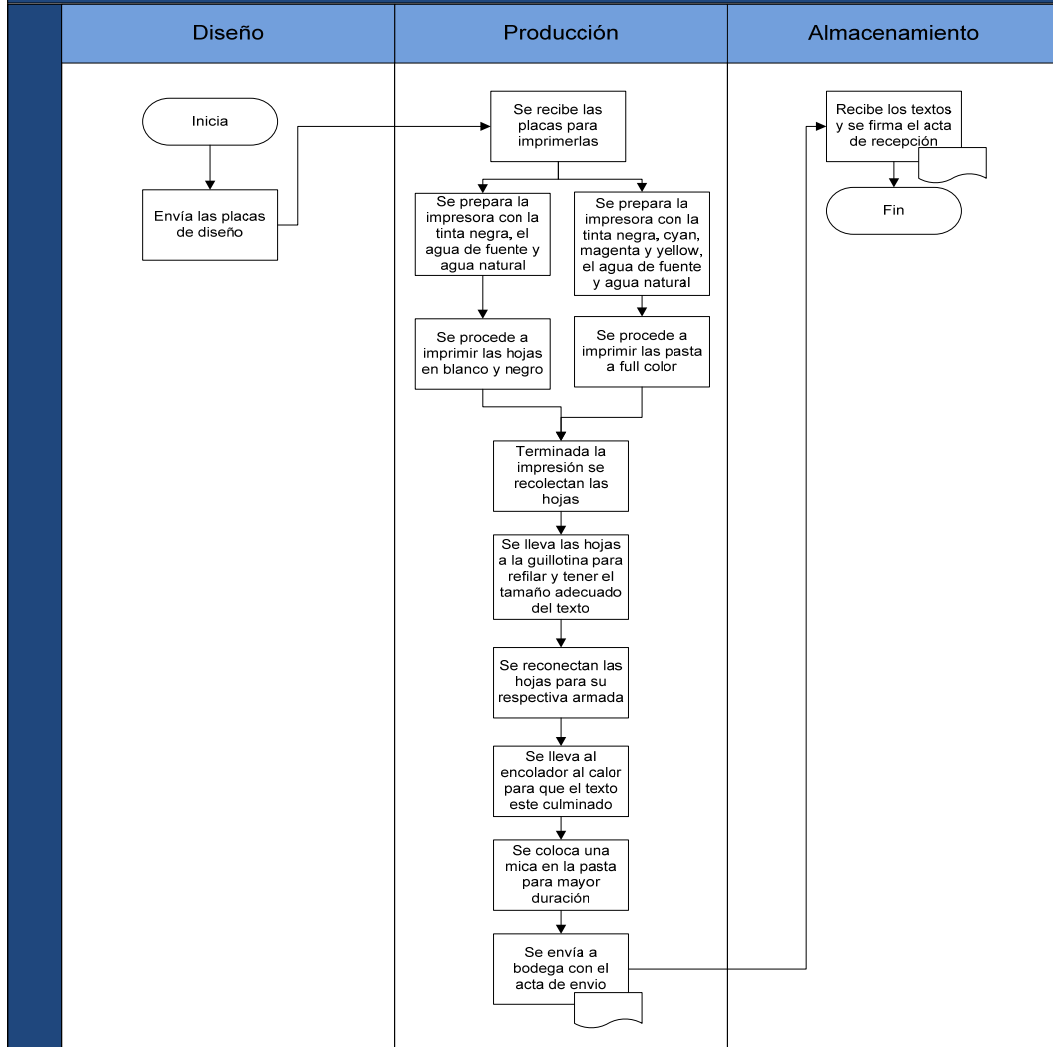 Diseño
Producción
Almacenamiento
Inicia
Envía las placas
de diseño
Se recibe las
placas para
imprimerlas
Se prepara la
impresora con la
tinta negra, el
agua de fuente y
agua natural
Se prepara la
impresora con la
tinta negra, cyan,
magenta y yellow,
el agua de fuente
y agua natural
Se procede a
imprimir las hojas
en blanco y negro
Se procede a
imprimir las pasta
a full color
Terminada la
impresión se
recolectan las
hojas
Se lleva las hojas
a la guillotina para
refilar y tener el
tamaño adecuado
del texto
Se reconectan las
hojas para su
respectiva armada
Se lleva al
encolador al calor
para que el texto
este culminado
Se coloca una
mica en la pasta
para mayor
duración
Se envía a
bodega con el
acta de envio
Recibe los textos
y se firma el acta
de recepción
Fin